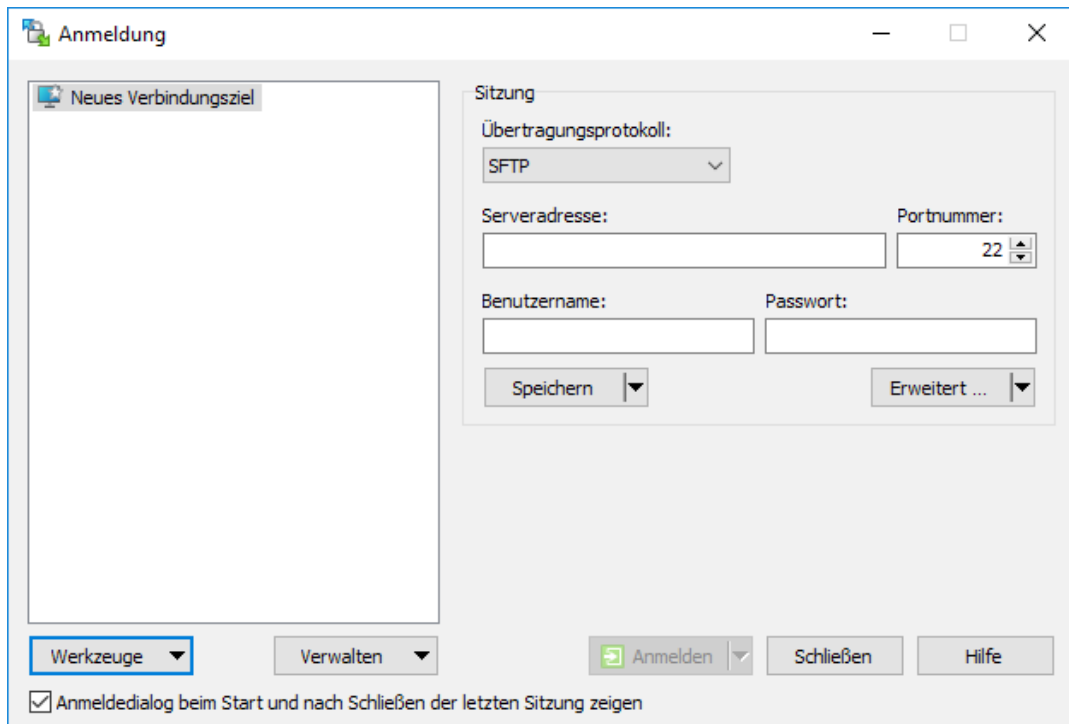 Anmeldung
Neues Verbindungsziel
Sitzung
Übertragungsprotokoll:
SFTP
Serveradresse:
Portnummer:
22
Benutzername:
Passwort:
Speichern
Erweitert ...
Werkzeuge
Verwalten
Anmelden
Schließen
Hilfe
Anmeldedialog beim Start und nach Schließen der letzten Sitzung zeigen